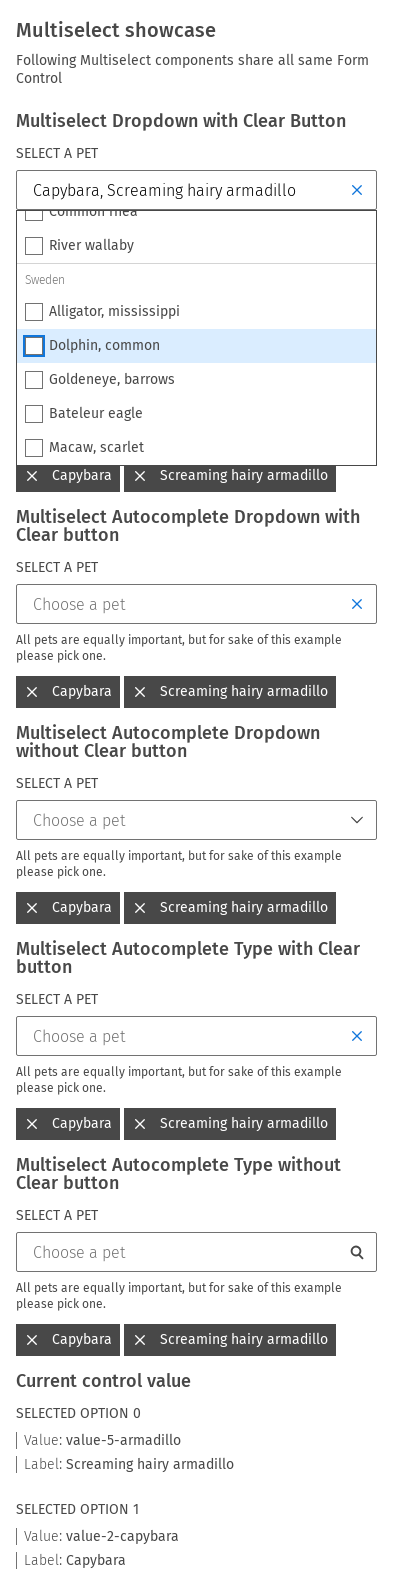 Multiselect showcase
Following Multiselect components share all same Form
Control
Multiselect Dropdown with Clear Button
SELECT A PET
Capybara, Screaming hairy armadillo
Common rhea
River wallaby
Sweden
Alligator, mississippi
Dolphin, common
Goldeneye, barrows
Bateleur eagle
Macaw, scarlet
Capybara Screaming hairy armadillo
Multiselect Autocomplete Dropdown with
Clear button
SELECT A PET
Choose a pet
All pets are equally important, but for sake of this example
please pick one.
Capybara Screaming hairy armadillo
Multiselect Autocomplete Dropdown
without Clear button
SELECT A PET
Choose a pet
All pets are equally important, but for sake of this example
please pick one.
Capybara Screaming hairy armadillo
Multiselect Autocomplete Type with Clear
button
SELECT A PET
Choose a pet
All pets are equally important, but for sake of this example
please pick one.
Capybara Screaming hairy armadillo
Multiselect Autocomplete Type without
Clear button
SELECT A PET
Choose a pet
All pets are equally important, but for sake of this example
please pick one.
Capybara Screaming hairy armadillo
Current control value
SELECTED OPTION 0
Value: value-5-armadillo
Label: Screaming hairy armadillo
SELECTED OPTION 1
Value: value-2-capybara
Label: Capybara